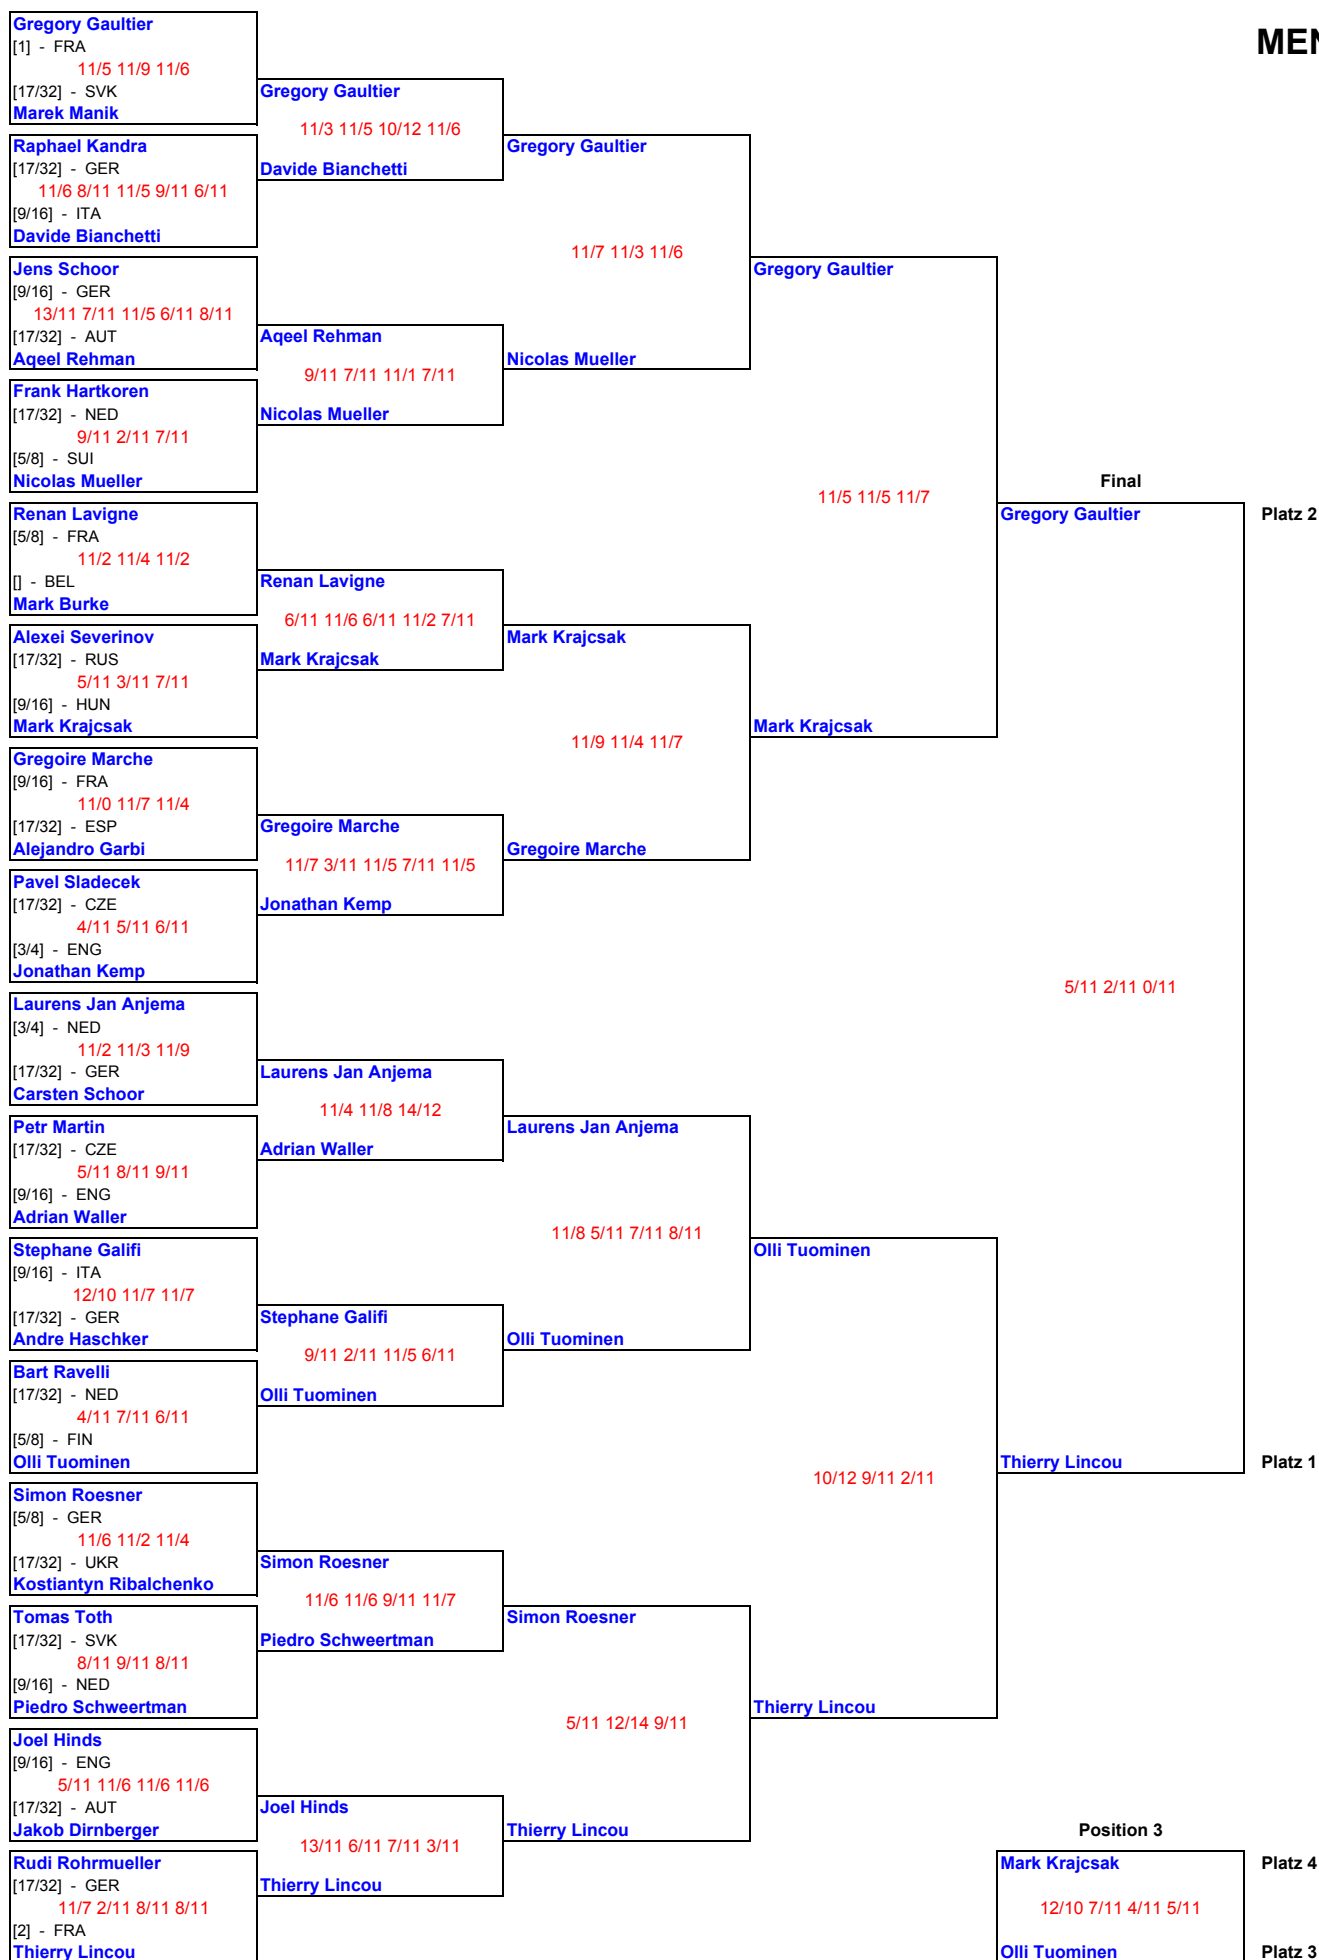 MEN
Gregory Gaultier
[1] - FRA
11/5 11/9 11/6
[17/32] - SVK
Marek Manik
Raphael Kandra
[17/32] - GER
11/6 8/11 11/5 9/11 6/11
[9/16] - ITA
Davide Bianchetti
Jens Schoor
[9/16] - GER
13/11 7/11 11/5 6/11 8/11
[17/32] - AUT
Aqeel Rehman
Frank Hartkoren
[17/32] - NED
9/11 2/11 7/11
[5/8] - SUI
Nicolas Mueller
Renan Lavigne
[5/8] - FRA
11/2 11/4 11/2
[] - BEL
Mark Burke
Alexei Severinov
[17/32] - RUS
5/11 3/11 7/11
[9/16] - HUN
Mark Krajcsak
Gregoire Marche
[9/16] - FRA
11/0 11/7 11/4
[17/32] - ESP
Alejandro Garbi
Pavel Sladecek
[17/32] - CZE
4/11 5/11 6/11
[3/4] - ENG
Jonathan Kemp
Laurens Jan Anjema
[3/4] - NED
11/2 11/3 11/9
[17/32] - GER
Carsten Schoor
Petr Martin
[17/32] - CZE
5/11 8/11 9/11
[9/16] - ENG
Adrian Waller
Stephane Galifi
[9/16] - ITA
12/10 11/7 11/7
[17/32] - GER
Andre Haschker
Bart Ravelli
[17/32] - NED
4/11 7/11 6/11
[5/8] - FIN
Olli Tuominen
Simon Roesner
[5/8] - GER
11/6 11/2 11/4
[17/32] - UKR
Kostiantyn Ribalchenko
Tomas Toth
[17/32] - SVK
8/11 9/11 8/11
[9/16] - NED
Piedro Schweertman
Joel Hinds
[9/16] - ENG
5/11 11/6 11/6 11/6
[17/32] - AUT
Jakob Dirnberger
Rudi Rohrmueller
[17/32] - GER
11/7 2/11 8/11 8/11
[2] - FRA
Thierry Lincou
Gregory Gaultier
11/3 11/5 10/12 11/6
Davide Bianchetti
Aqeel Rehman
9/11 7/11 11/1 7/11
Nicolas Mueller
Renan Lavigne
6/11 11/6 6/11 11/2 7/11
Mark Krajcsak
Gregoire Marche
11/7 3/11 11/5 7/11 11/5
Jonathan Kemp
Laurens Jan Anjema
11/4 11/8 14/12
Adrian Waller
Stephane Galifi
9/11 2/11 11/5 6/11
Olli Tuominen
Simon Roesner
11/6 11/6 9/11 11/7
Piedro Schweertman
Joel Hinds
13/11 6/11 7/11 3/11
Thierry Lincou
Gregory Gaultier
11/7 11/3 11/6
Nicolas Mueller
Mark Krajcsak
11/9 11/4 11/7
Gregoire Marche
Laurens Jan Anjema
11/8 5/11 7/11 8/11
Olli Tuominen
Simon Roesner
5/11 12/14 9/11
Thierry Lincou
Gregory Gaultier
11/5 11/5 11/7
Mark Krajcsak
Olli Tuominen
10/12 9/11 2/11
Thierry Lincou
Final
Gregory Gaultier Platz 2
5/11 2/11 0/11
Thierry Lincou Platz 1
Position 3
Mark Krajcsak Platz 4
12/10 7/11 4/11 5/11
Olli Tuominen Platz 3